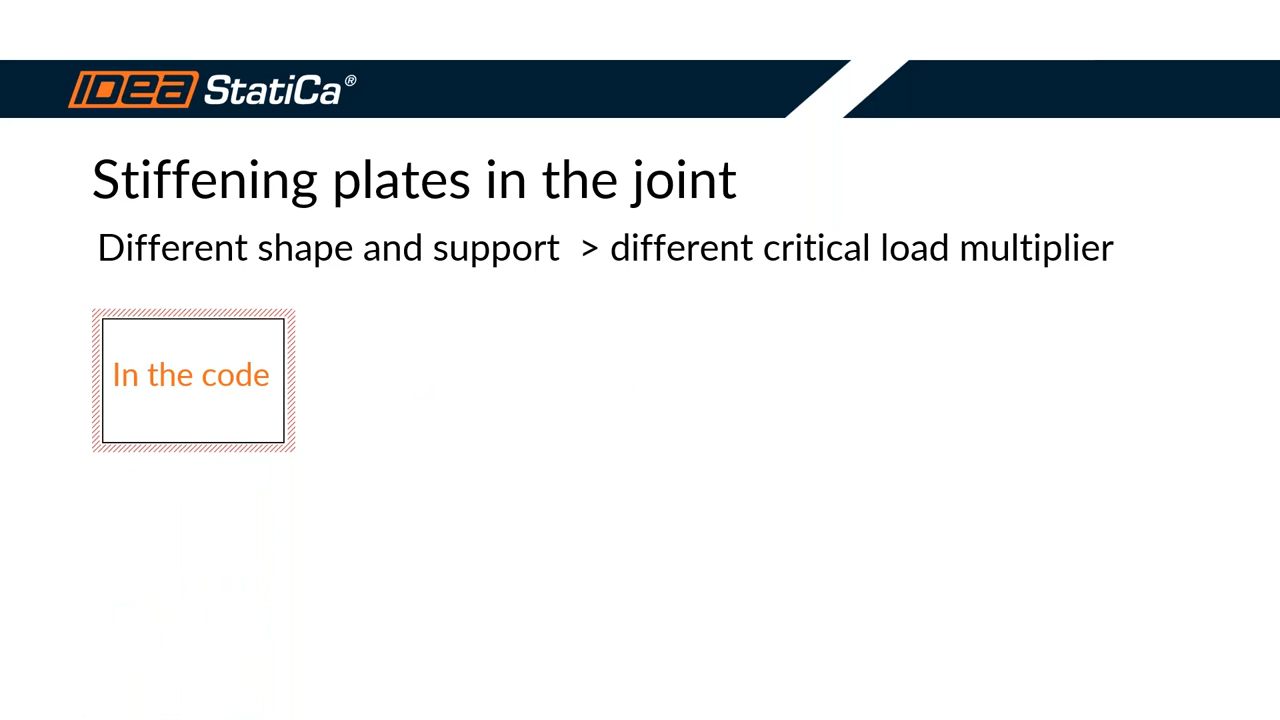 IDEA StatiCa®
Stiffening plates in the joint
Different shape and support > different critical load multiplier
In the code